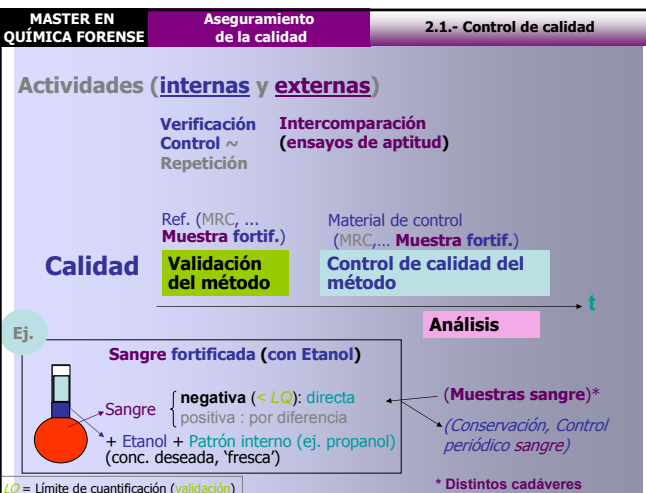 MASTER EN
QUÍMICA FORENSE
Aseguramiento
de la calidad
2.1.- Control de calidad
Actividades (internas y externas)
Verificación
Control ~
Repetición
Intercomparación
(ensayos de aptitud)
Ref. (MRC, ...
Muestra fortif.)
Material de control
(MRC,... Muestra fortif.)
Calidad
Validación
del método
Control de calidad del
método
t
Análisis
Ej.
Sangre fortificada (con Etanol)
Sangre
negativa (< LQ): directa
positiva : por diferencia
+ Etanol + Patrón interno (ej. propanol)
(conc. deseada, ‘fresca’)
(Muestras sangre)*
(Conservación, Control
periódico sangre)
LQ = Límite de cuantificación (validación)
* Distintos cadáveres